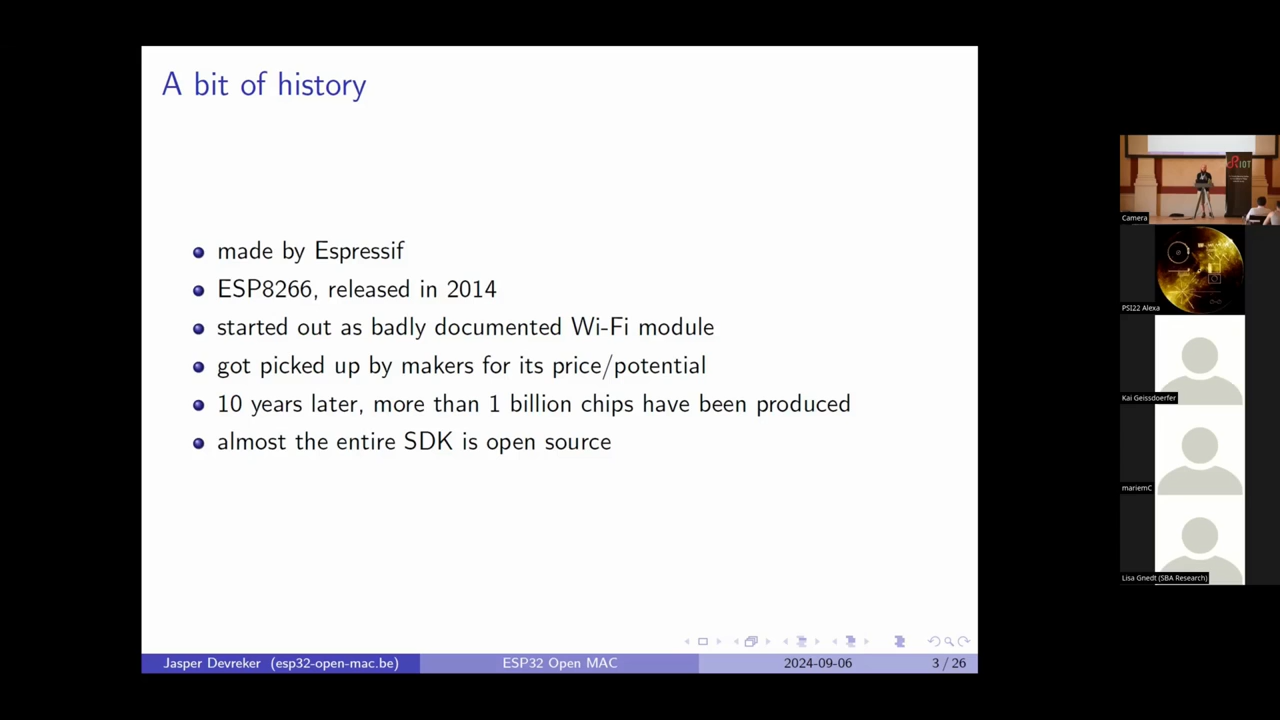 A bit of history
made by Espressif
ESP8266, released in 2014
started out as badly documented Wi-Fi module
got picked up by makers for its price/potential
10 years later, more than 1 billion chips have been produced
almost the entire SDK is open source
Jasper Devreker (esp32-open-mac.be) ESP32 Open MAC 2024-09-06 3 / 26
RIOT
Camera
PSI22 Alexa
Kai Geissdoerfer
mariemC
Lisa Gnedt (SBA Research)